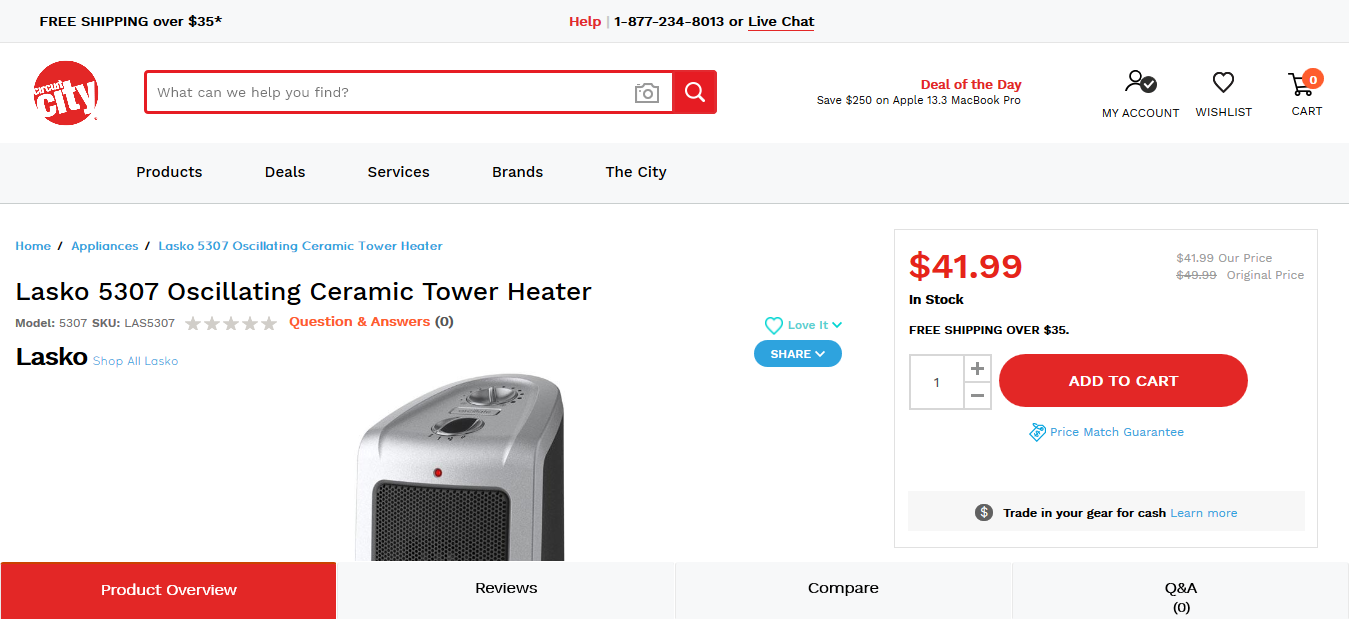 FREE SHIPPING over $35*
Help | 1-877-234-8013 or Live Chat
circuit
city
What can we help you find?
Deal of the Day
Save $250 on Apple 13.3 MacBook Pro
MY ACCOUNT
WISHLIST
0
CART
Products
Deals
Services
Brands
The City
Home / Appliances / Lasko 5307 Oscillating Ceramic Tower Heater
Lasko 5307 Oscillating Ceramic Tower Heater
Model: 5307 SKU: LAS5307
Question & Answers (0)
Lasko Shop All Lasko
Love It
SHARE
$41.99
$41.99 Our Price
$49.99 Original Price
In Stock
FREE SHIPPING OVER $35.
1
+
−
ADD TO CART
Price Match Guarantee
$ Trade in your gear for cash Learn more
Product Overview
Reviews
Compare
Q&A
(0)